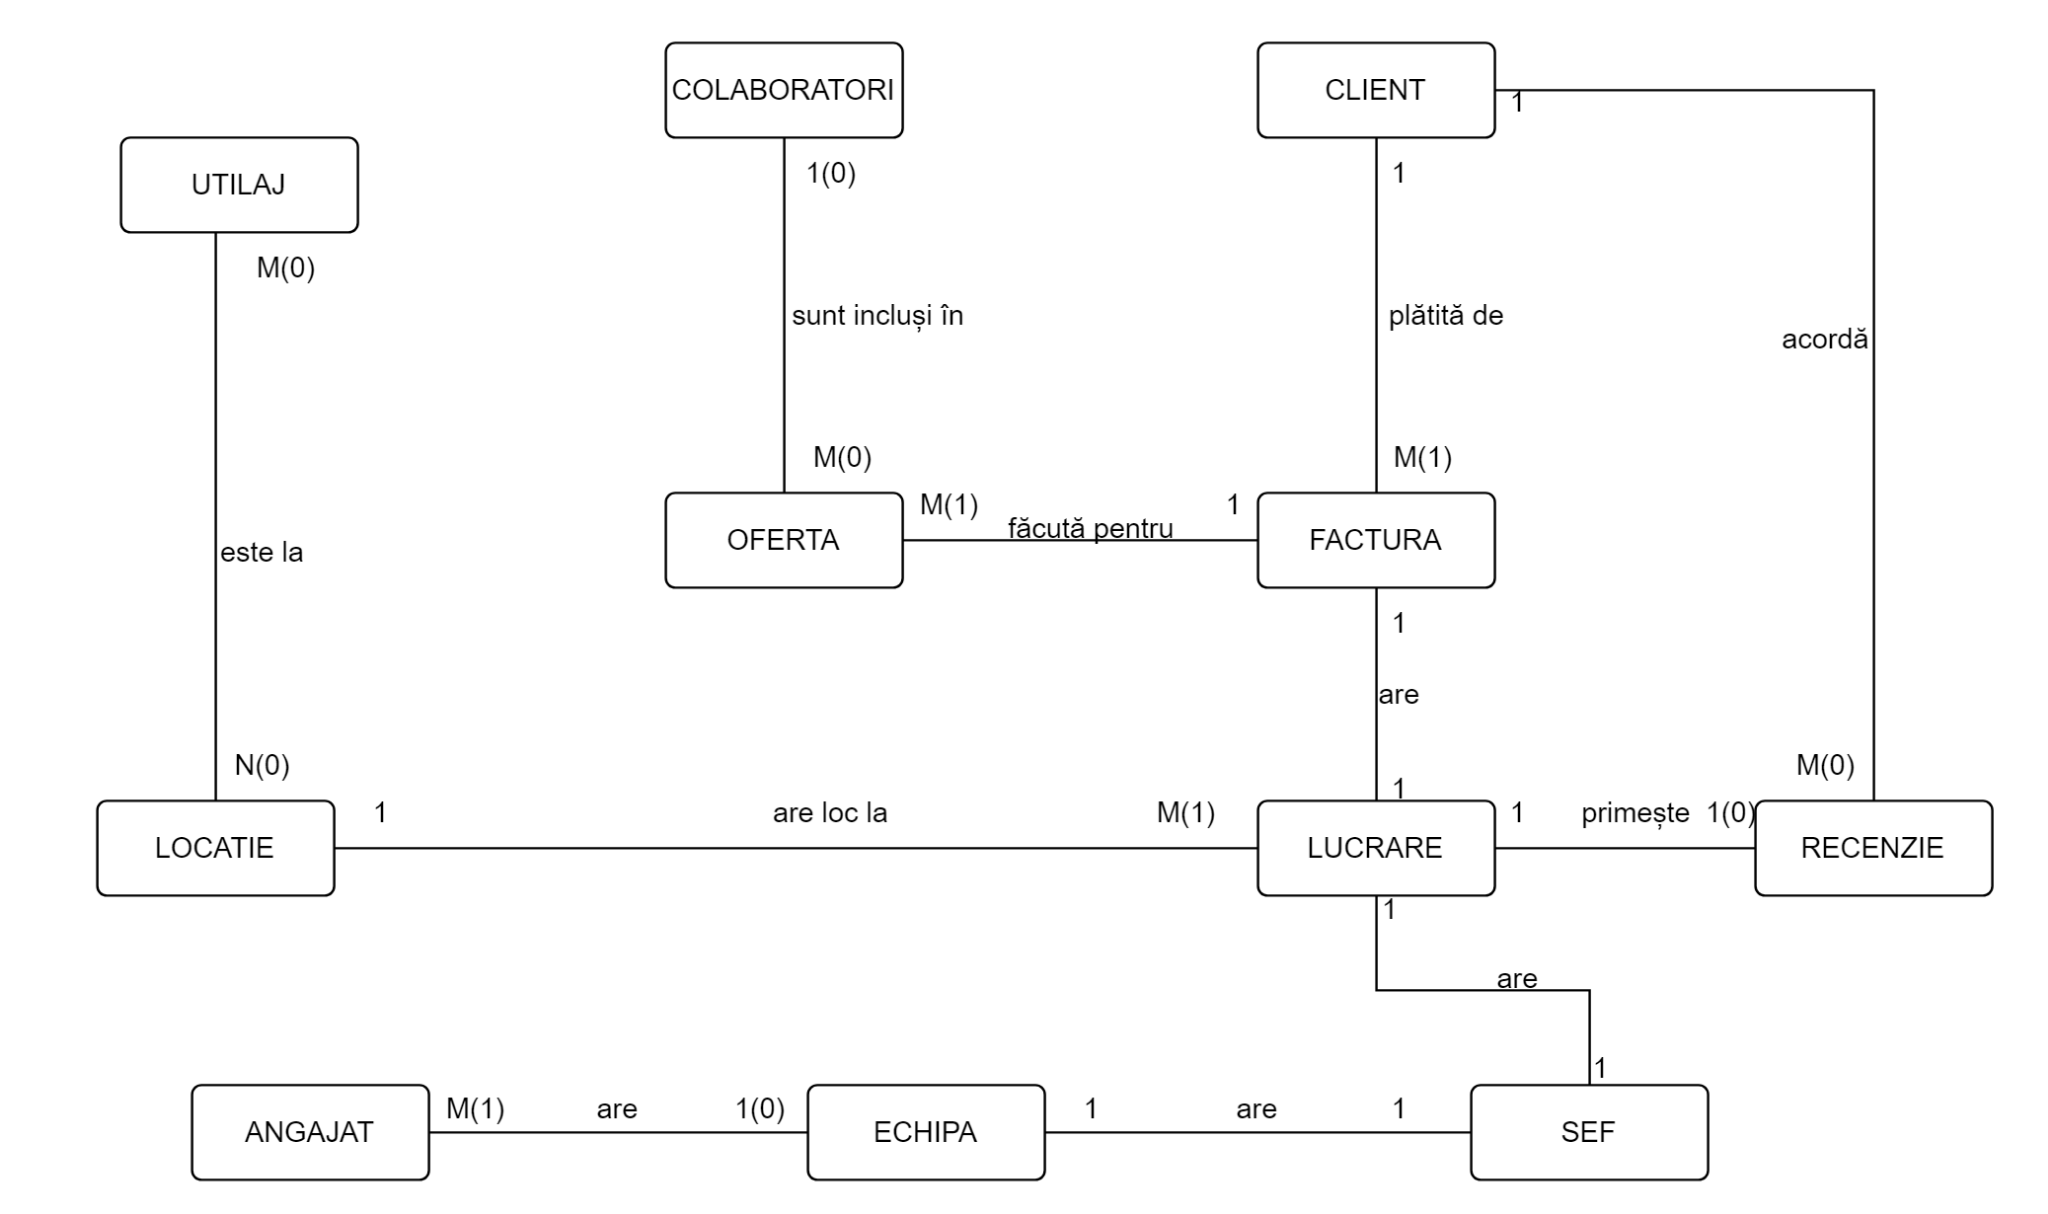 COLABORATORI
CLIENT
1
UTILAJ
1(0)
1
M(0)
sunt incluși în
plătită de
acordă
M(0)
M(1)
OFERTA
M(1)
făcută pentru
1
FACTURA
este la
1
are
N(0)
1
M(0)
LOCATIE
1
are loc la
M(1)
LUCRARE
1
primește
1(0)
RECENZIE
1
are
1
ANGAJAT
M(1)
are
1(0)
ECHIPA
1
are
1
SEF